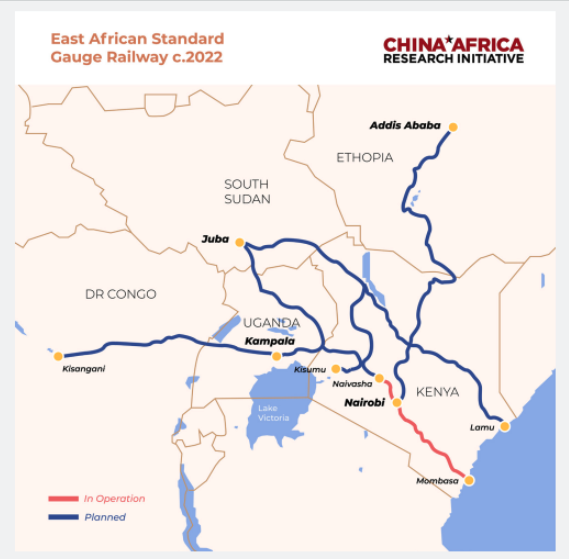 East African Standard
Gauge Railway c.2022
CHINA★AFRICA
RESEARCH INITIATIVE
Addis Ababa
ETHIOPIA
SOUTH
SUDAN
Juba
DR CONGO
UGANDA
Kampala
Kisangani
Kisumu
Naivasha
KENYA
Nairobi
Lake
Victoria
Lamu
Mombasa
In Operation
Planned